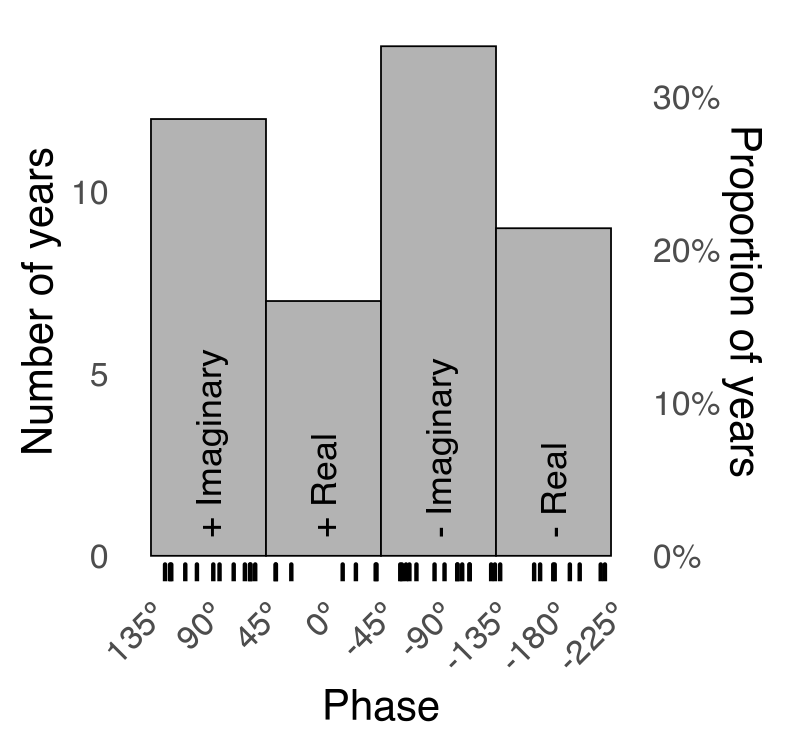 Number of years
10
5
0
+ Imaginary
+ Real
- Imaginary
- Real
30%
20%
10%
0%
Proportion of years
135°
90°
45°
0°
-45°
-90°
-135°
-180°
-225°
Phase